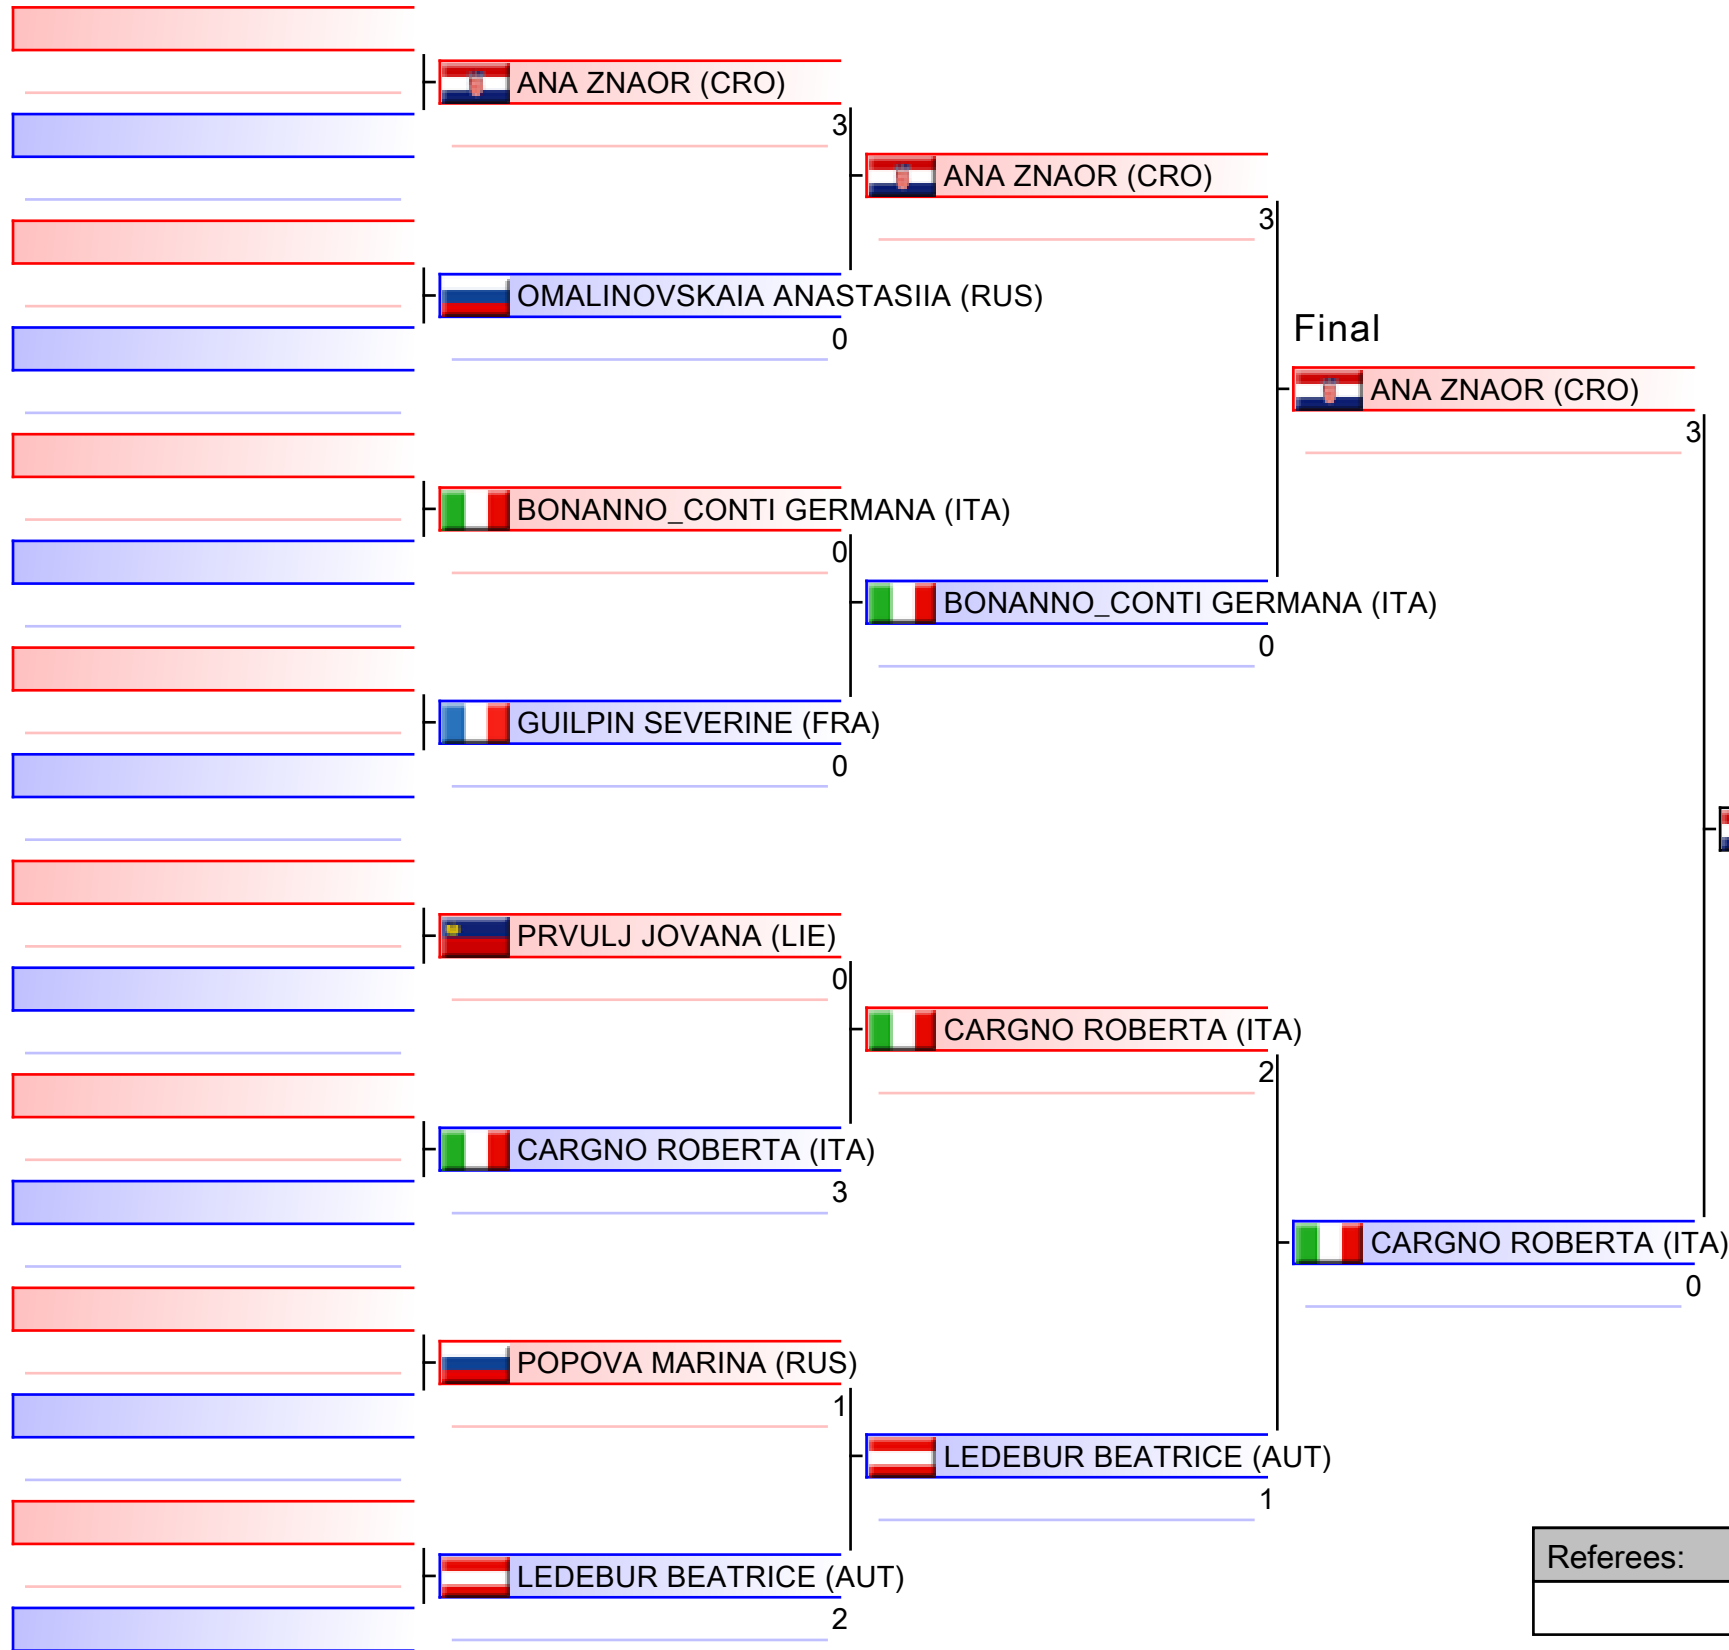 ANA ZNAOR (CRO)
3
OMALINOVSKAIA ANASTASIIA (RUS)
0
BONANNO_CONTI GERMANA (ITA)
0
GUILPIN SEVERINE (FRA)
0
PRVULJ JOVANA (LIE)
0
CARGNO ROBERTA (ITA)
3
POPOVA MARINA (RUS)
1
LEDEBUR BEATRICE (AUT)
2
ANA ZNAOR (CRO)
3
BONANNO_CONTI GERMANA (ITA)
0
CARGNO ROBERTA (ITA)
2
LEDEBUR BEATRICE (AUT)
1
Final
ANA ZNAOR (CRO)
3
CARGNO ROBERTA (ITA)
0
Referees: